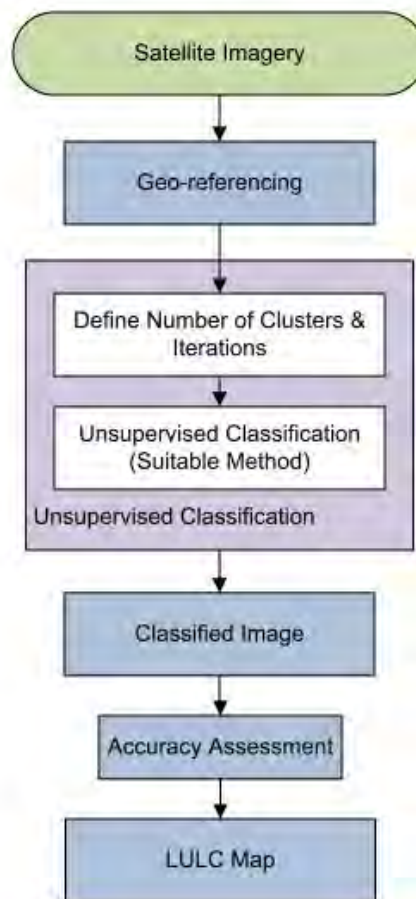 Satellite Imagery
Geo-referencing
Define Number of Clusters &
Iterations
Unsupervised Classification
(Suitable Method)
Unsupervised Classification
Classified Image
Accuracy Assessment
LULC Map